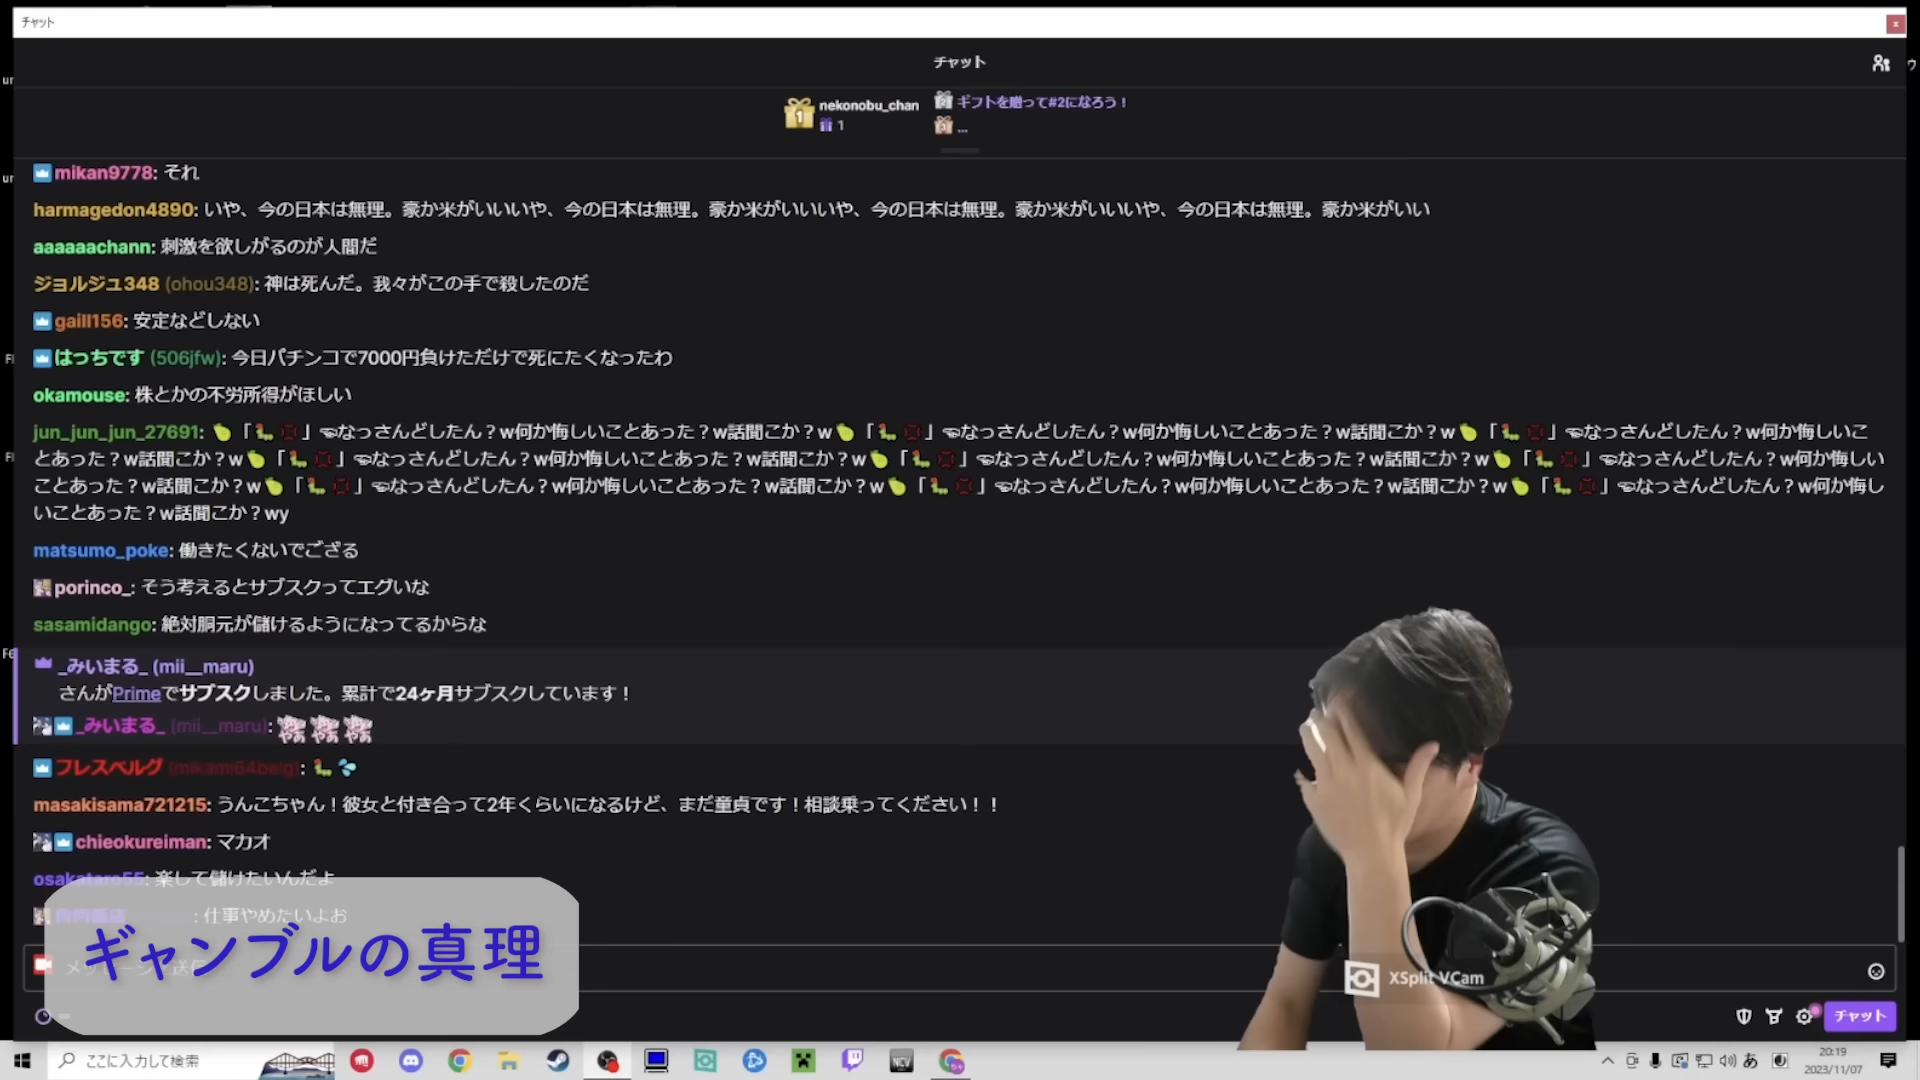 チャット
チャット
nekonobu_chan
1
ギフトを贈って#2になろう！
...
mikan9778: それ
harmagedon4890: いや、今の日本は無理。豪か米がいいいや、今の日本は無理。豪か米がいいいや、今の日本は無理。豪か米がいいいや、今の日本は無理。豪か米がいい
aaaaaachann: 刺激を欲しがるのが人間だ
ジョルジュ348 (ohou348): 神は死んだ。我々がこの手で殺したのだ
gaill156: 安定などしない
はっちです (506jfw): 今日パチンコで7000円負けただけで死にたくなったわ
okamouse: 株とかの不労所得がほしい
jun_jun_jun_27691: 🍐「🐛💢」👈なっさんどしたん？w何か悔しいことあった？w話聞こか？w🍐「🐛💢」👈なっさんどしたん？w何か悔しいことあった？w話聞こか？w🍐「🐛💢」👈なっさんどしたん？w何か悔しいこ
とあった？w話聞こか？w🍐「🐛💢」👈なっさんどしたん？w何か悔しいことあった？w話聞こか？w🍐「🐛💢」👈なっさんどしたん？w何か悔しいことあった？w話聞こか？w🍐「🐛💢」👈なっさんどしたん？w何か悔しい
ことあった？w話聞こか？w🍐「🐛💢」👈なっさんどしたん？w何か悔しいことあった？w話聞こか？w🍐「🐛💢」👈なっさんどしたん？w何か悔しいことあった？w話聞こか？w🍐「🐛💢」👈なっさんどしたん？w何か悔し
いことあった？w話聞こか？wy
matsumo_poke: 働きたくないでござる
porinco_: そう考えるとサブスクってエグいな
sasamidango: 絶対胴元が儲けるようになってるからな
_みいまる_ (mii__maru)
さんがPrimeでサブスクしました。累計で24ヶ月サブスクしています！
_みいまる_ (mii__maru):
フレスベルグ (mikami64beig): 🐛💦
masakisama721215: うんこちゃん！彼女と付き合って2年くらいになるけど、まだ童貞です！相談乗ってください！！
chieokureiman: マカオ
osakataro55: 楽して儲けたいんだよ
: 仕事やめたいよお
ギャンブルの真理
XSplit VCam
チャット
ここに入力して検索
NCV
あ
20:19
2023/11/07